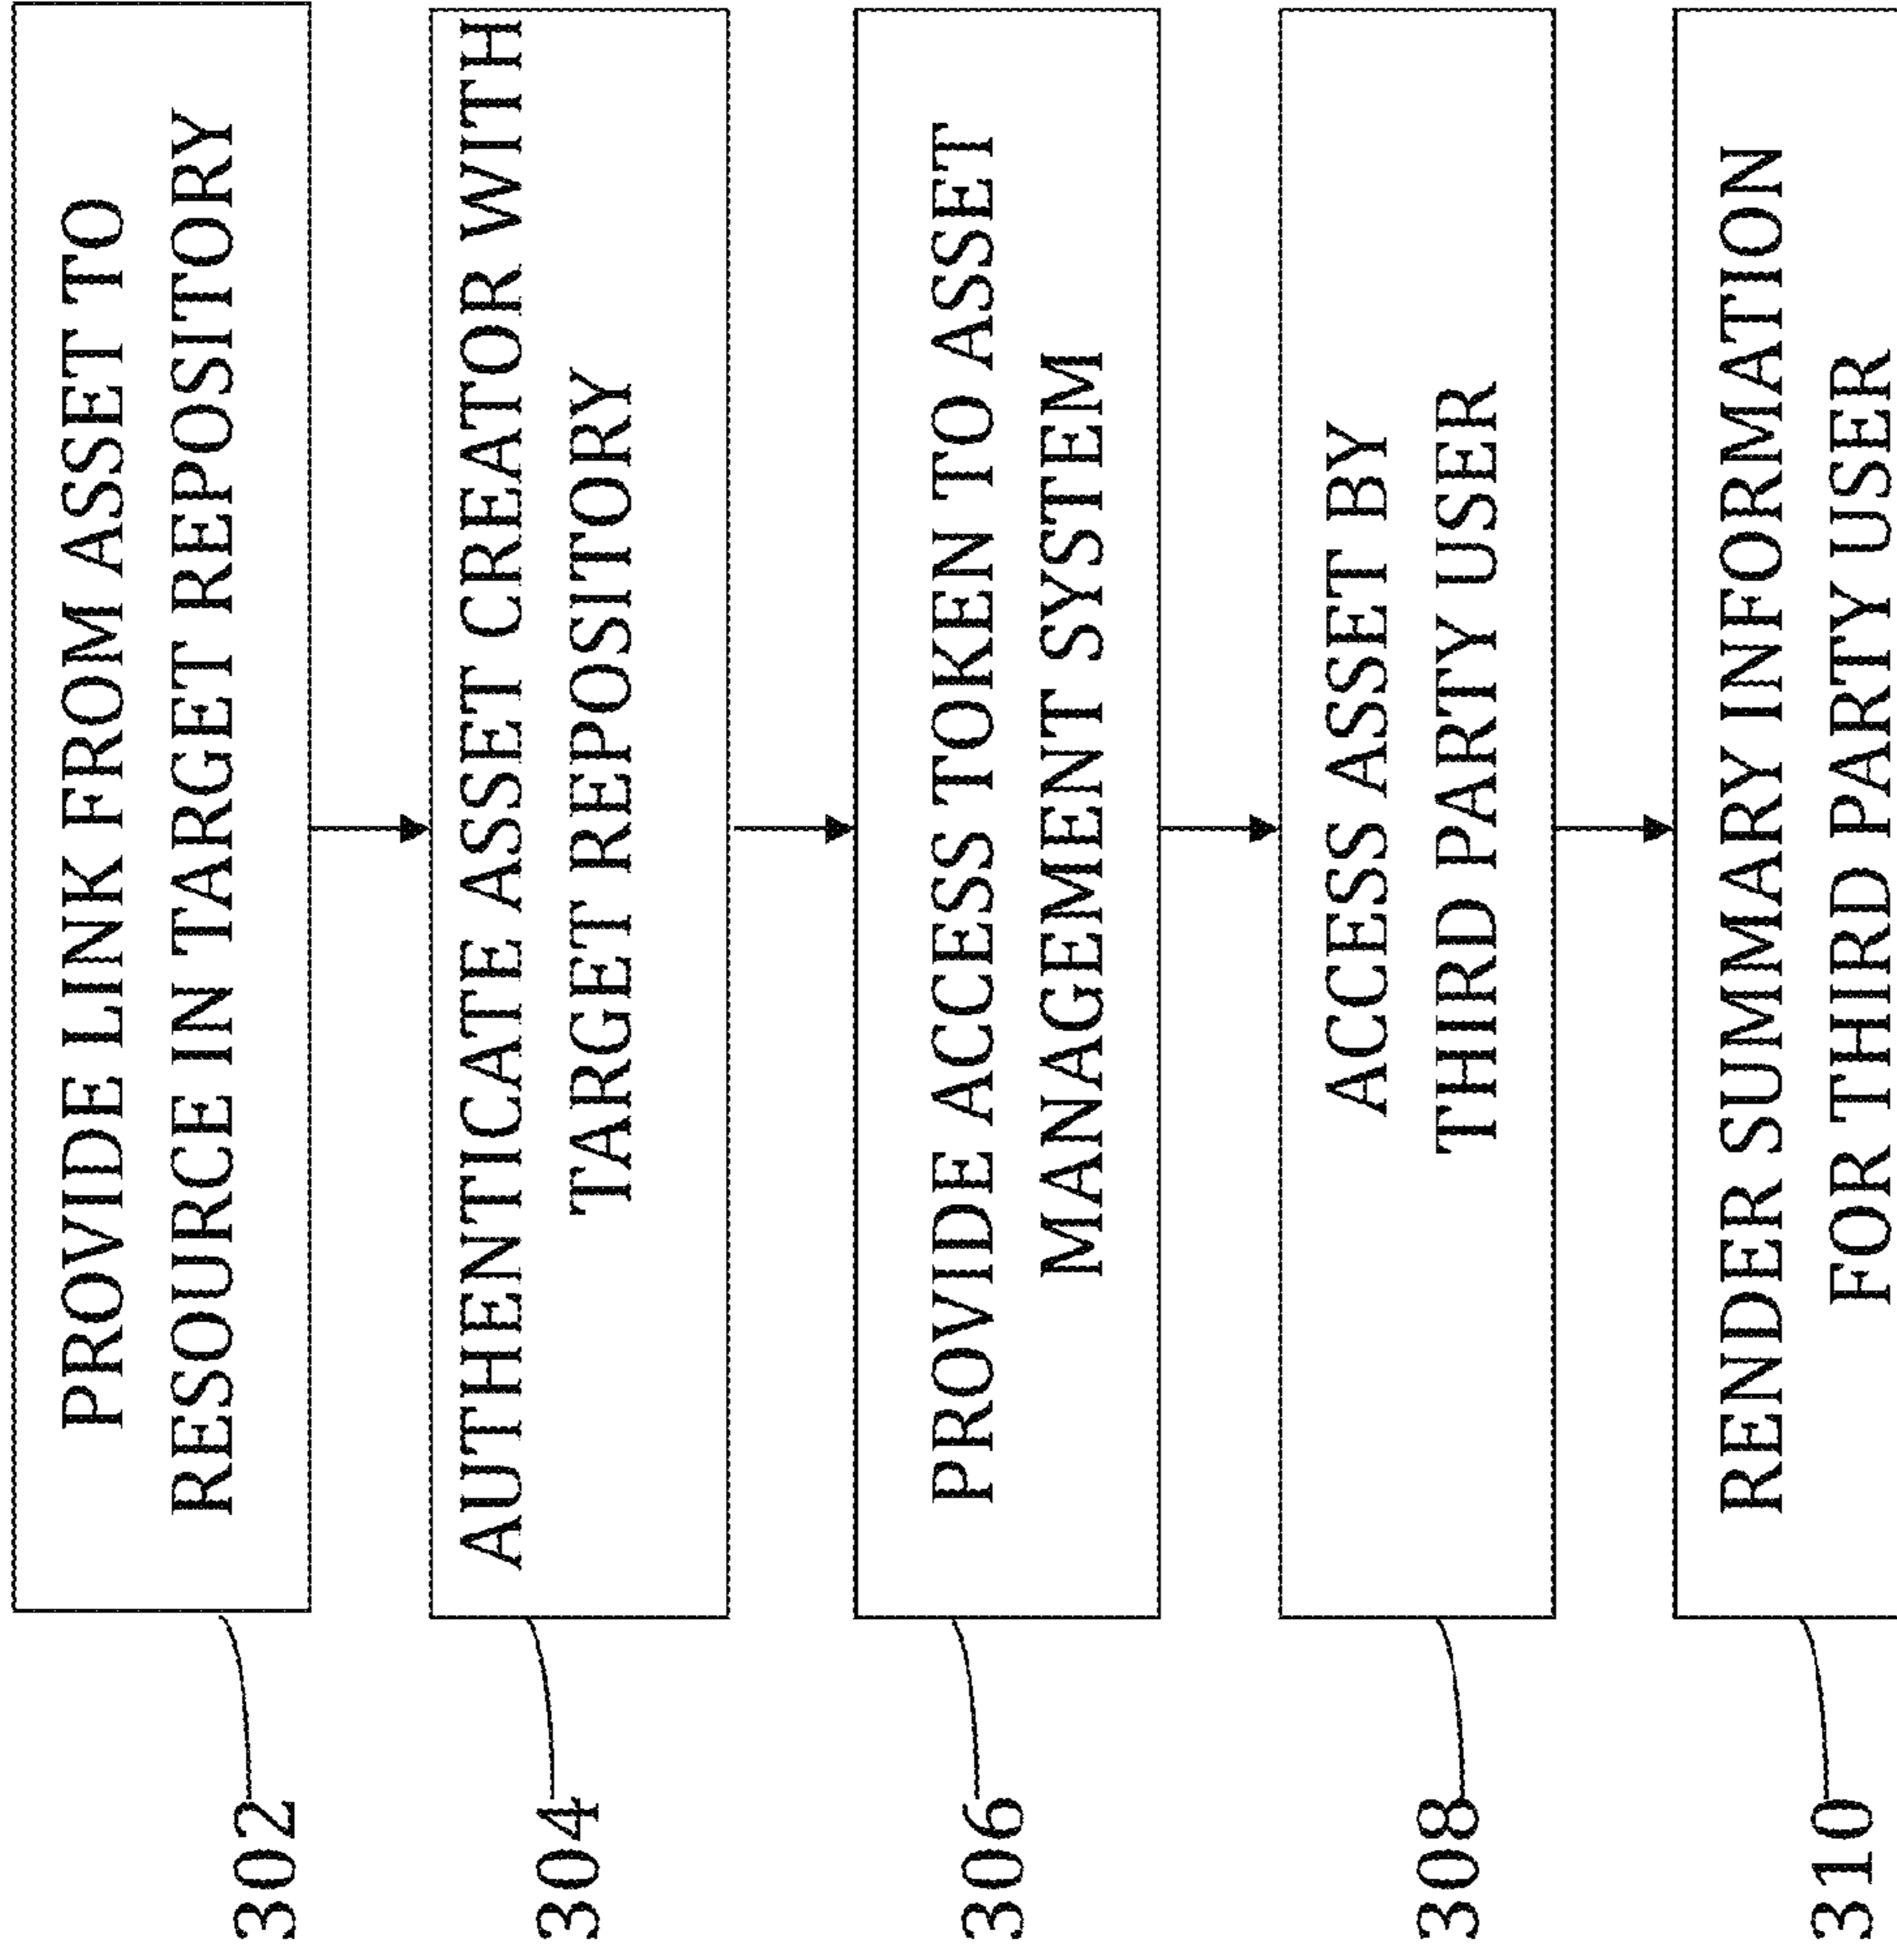 302
PROVIDE LINK FROM ASSET TO
RESOURCE IN TARGET REPOSITORY
304
AUTHENTICATE ASSET CREATOR WITH
TARGET REPOSITORY
306
PROVIDE ACCESS TOKEN TO ASSET
MANAGEMENT SYSTEM
308
ACCESS ASSET BY
THIRD PARTY USER
310
RENDER SUMMARY INFORMATION
FOR THIRD PARTY USER